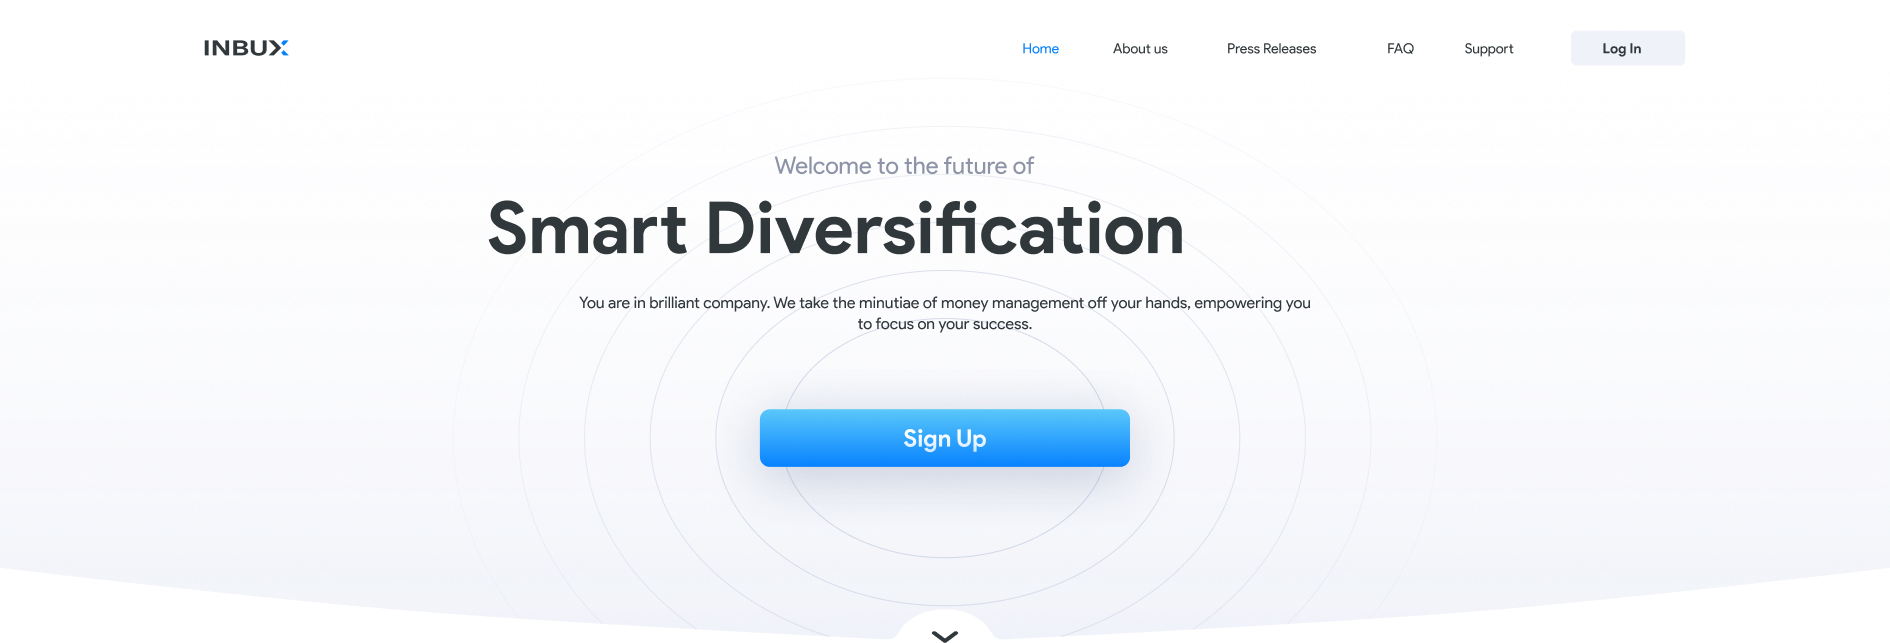 INBUX
Home About us Press Releases FAQ Support Log In
Welcome to the future of
Smart Diversification
You are in brilliant company. We take the minutiae of money management off your hands, empowering you
to focus on your success.
Sign Up